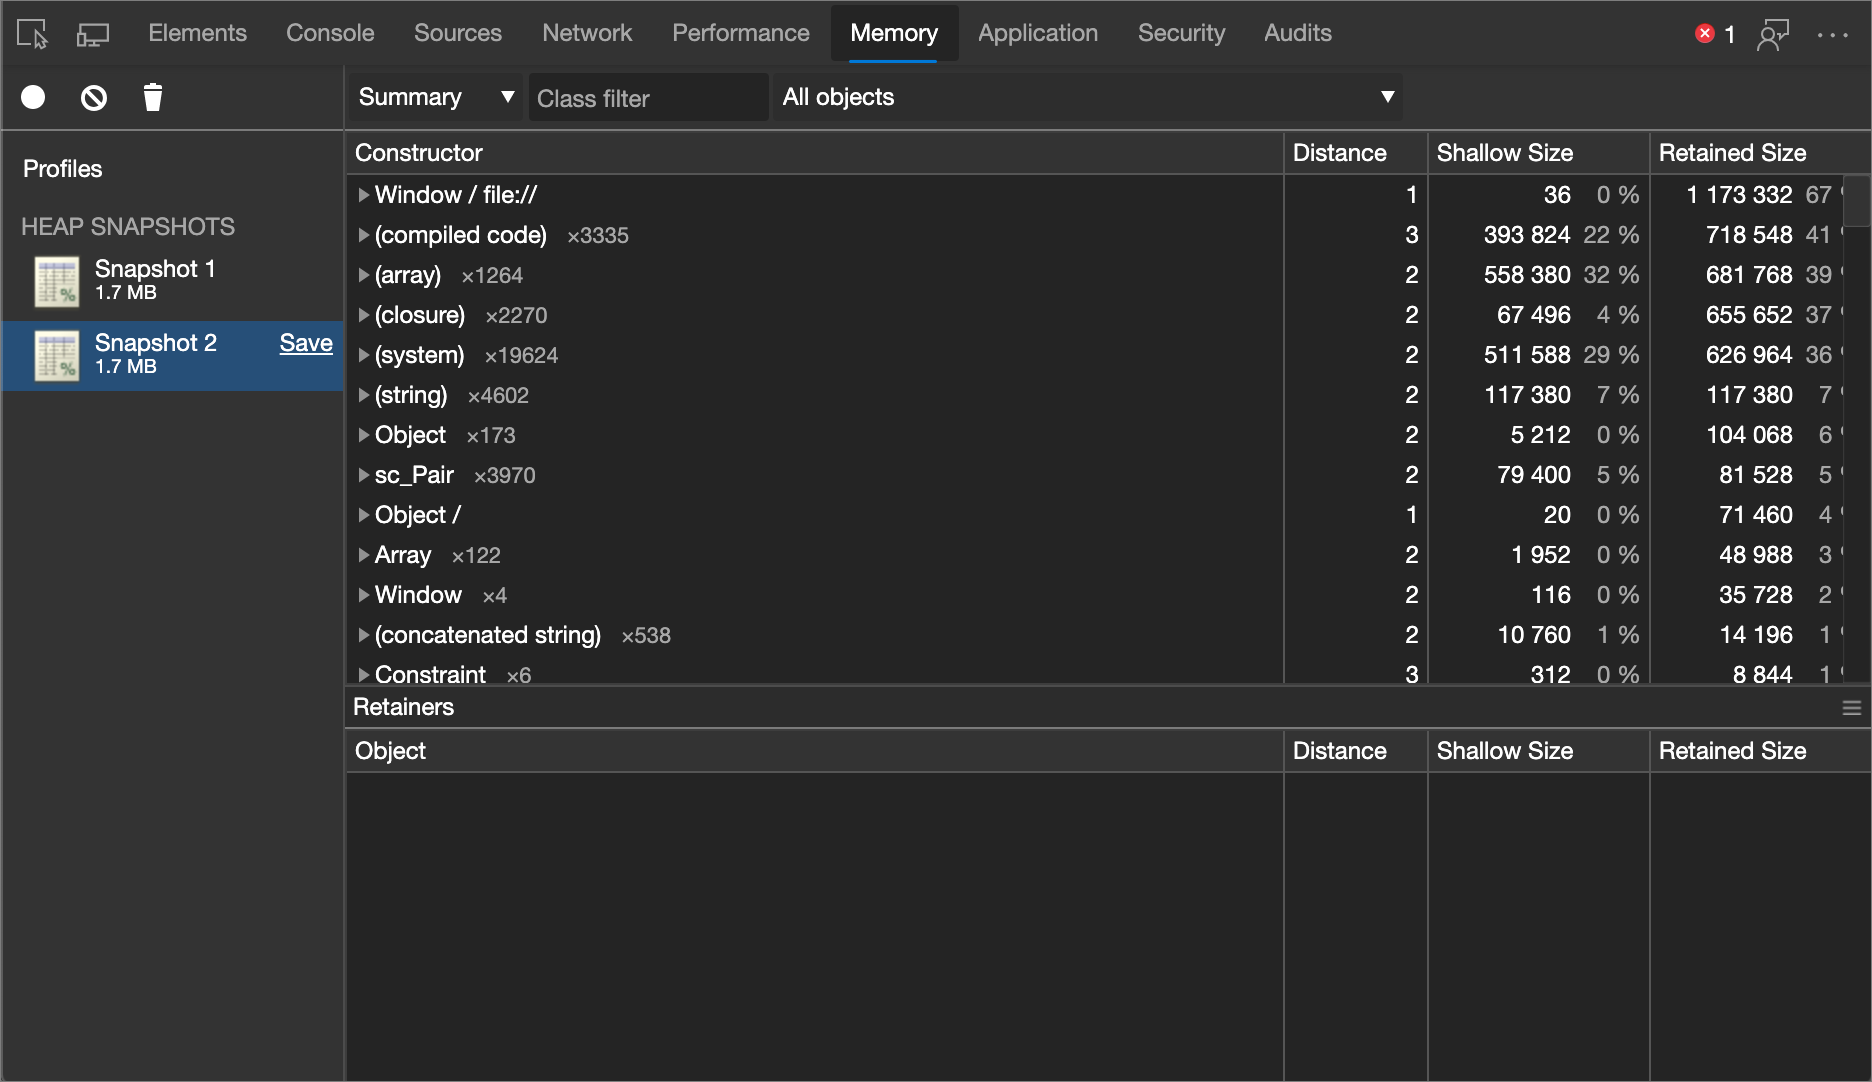 Elements Console Sources Network Performance Memory Application Security Audits 1
Summary Class filter All objects
Profiles
HEAP SNAPSHOTS
Snapshot 1
1.7 MB
Snapshot 2 Save
1.7 MB
Constructor Distance Shallow Size Retained Size
Window / file:// 1 36 0 % 1 173 332 67
(compiled code) ×3335 3 393 824 22 % 718 548 41
(array) ×1264 2 558 380 32 % 681 768 39
(closure) ×2270 2 67 496 4 % 655 652 37
(system) ×19624 2 511 588 29 % 626 964 36
(string) ×4602 2 117 380 7 % 117 380 7
Object ×173 2 5 212 0 % 104 068 6
sc_Pair ×3970 2 79 400 5 % 81 528 5
Object / 1 20 0 % 71 460 4
Array ×122 2 1 952 0 % 48 988 3
Window ×4 2 116 0 % 35 728 2
(concatenated string) ×538 2 10 760 1 % 14 196 1
Constraint ×6 3 312 0 % 8 844 1
Retainers
Object Distance Shallow Size Retained Size